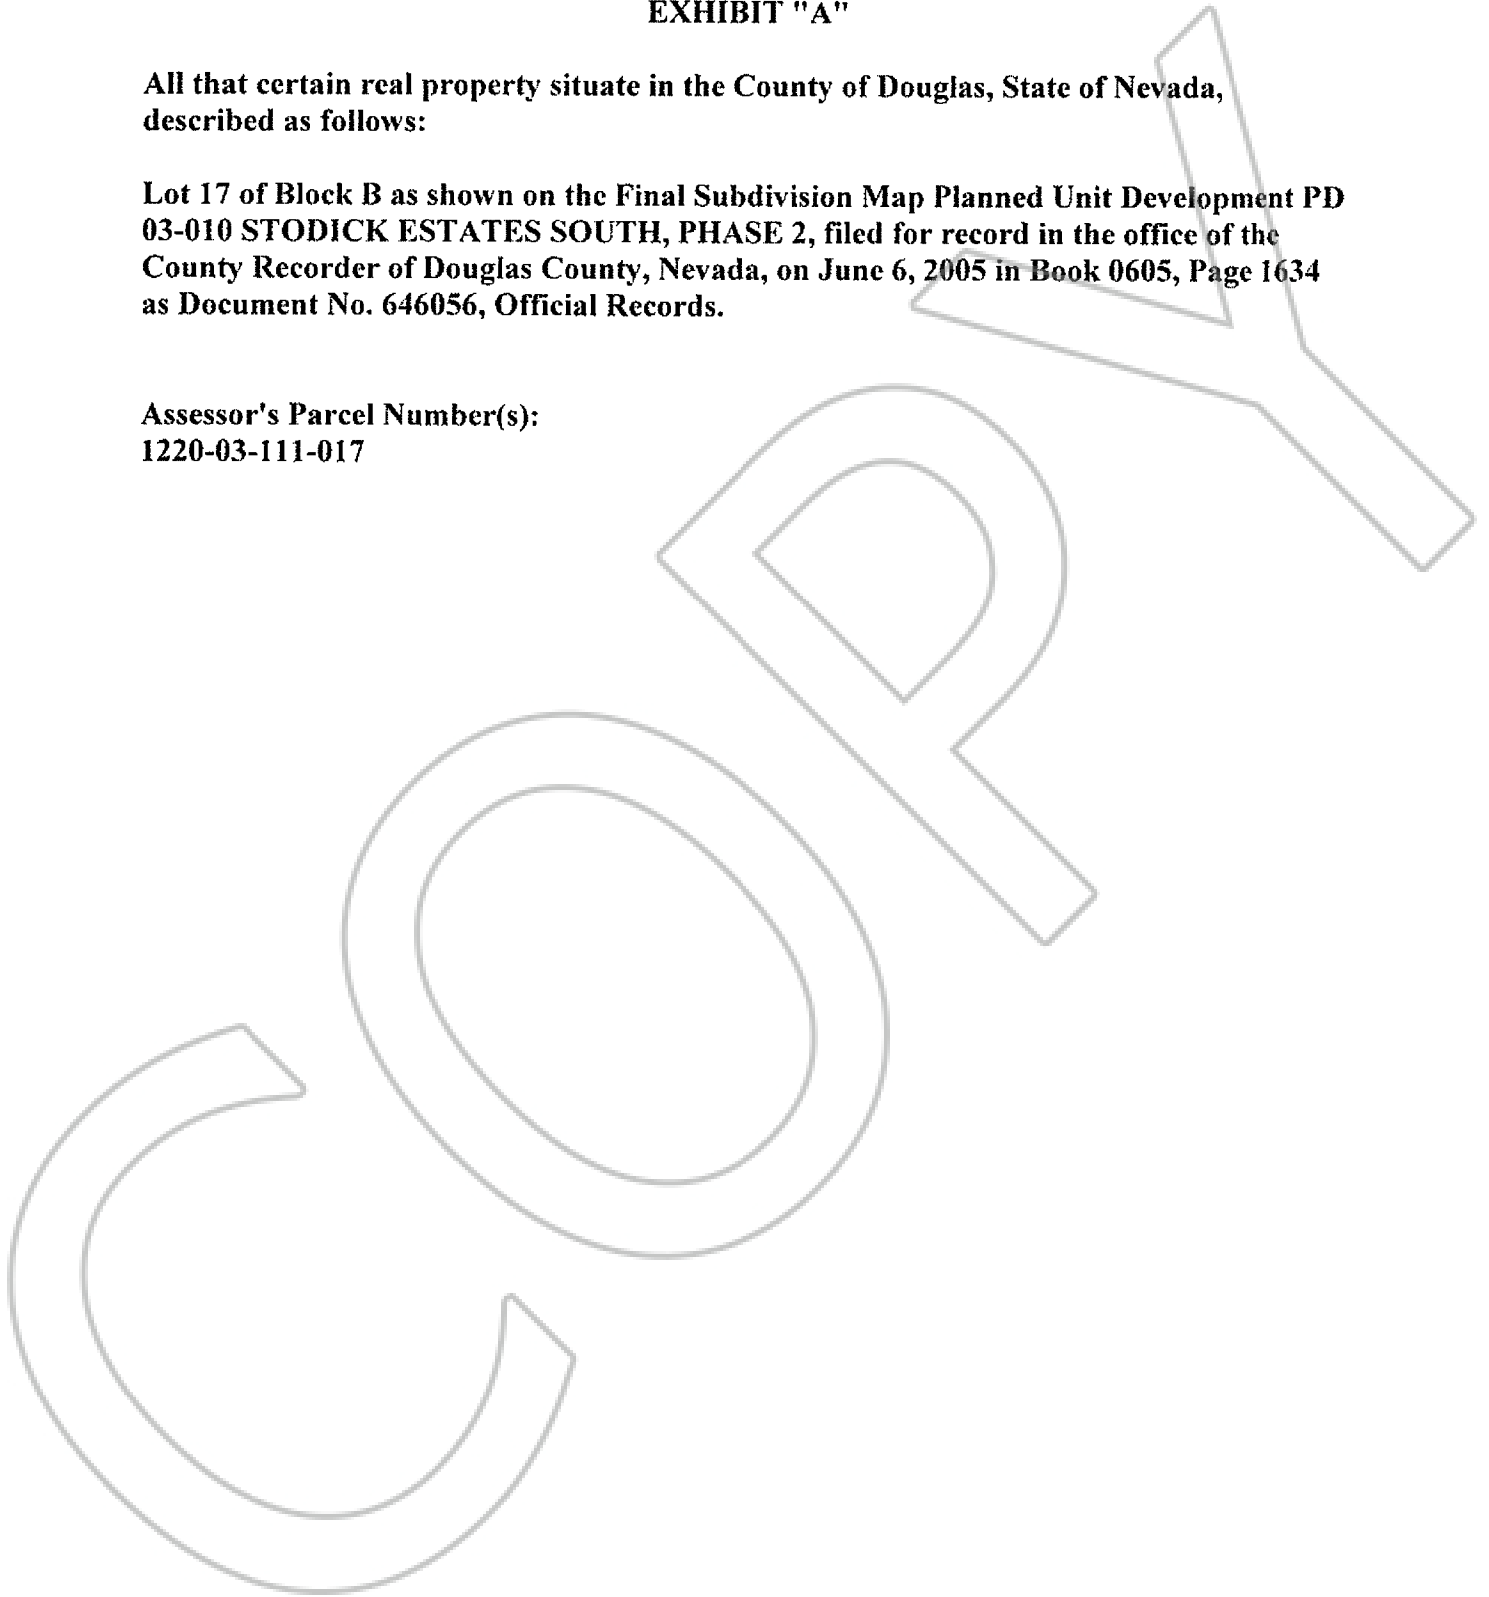 EXHIBIT "A"
All that certain real property situate in the County of Douglas, State of Nevada,
described as follows:
Lot 17 of Block B as shown on the Final Subdivision Map Planned Unit Development PD
03-010 STODICK ESTATES SOUTH, PHASE 2, filed for record in the office of the
County Recorder of Douglas County, Nevada, on June 6, 2005 in Book 0605, Page 1634
as Document No. 646056, Official Records.
Assessor's Parcel Number(s):
1220-03-111-017
COPY